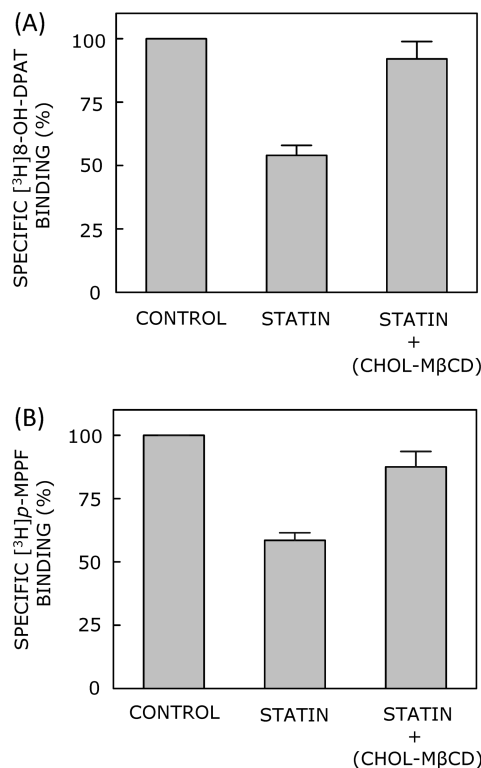 (A)
SPECIFIC [³H]8-OH-DPAT
BINDING (%)
100
75
50
25
0
CONTROL
STATIN
STATIN
+
(CHOL-MβCD)
(B)
SPECIFIC [³H]p-MPPF
BINDING (%)
100
75
50
25
0
CONTROL
STATIN
STATIN
+
(CHOL-MβCD)